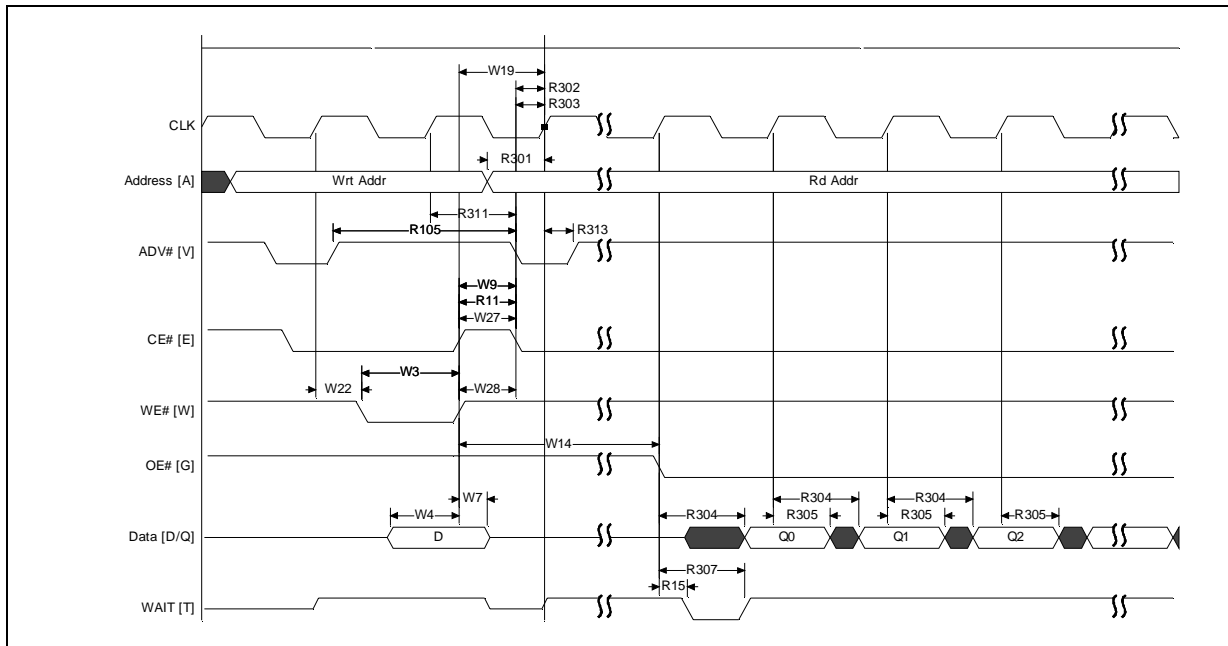 W19
R302
R303
CLK
R301
Address [A]
Wrt Addr
Rd Addr
R311
R105
R313
ADV# [V]
W9
R11
W27
CE# [E]
W3
W22
W28
WE# [W]
W14
OE# [G]
W7
R304
R304
W4
R304
R305
R305
R305
Data [D/Q]
D
Q0
Q1
Q2
R307
R15
WAIT [T]